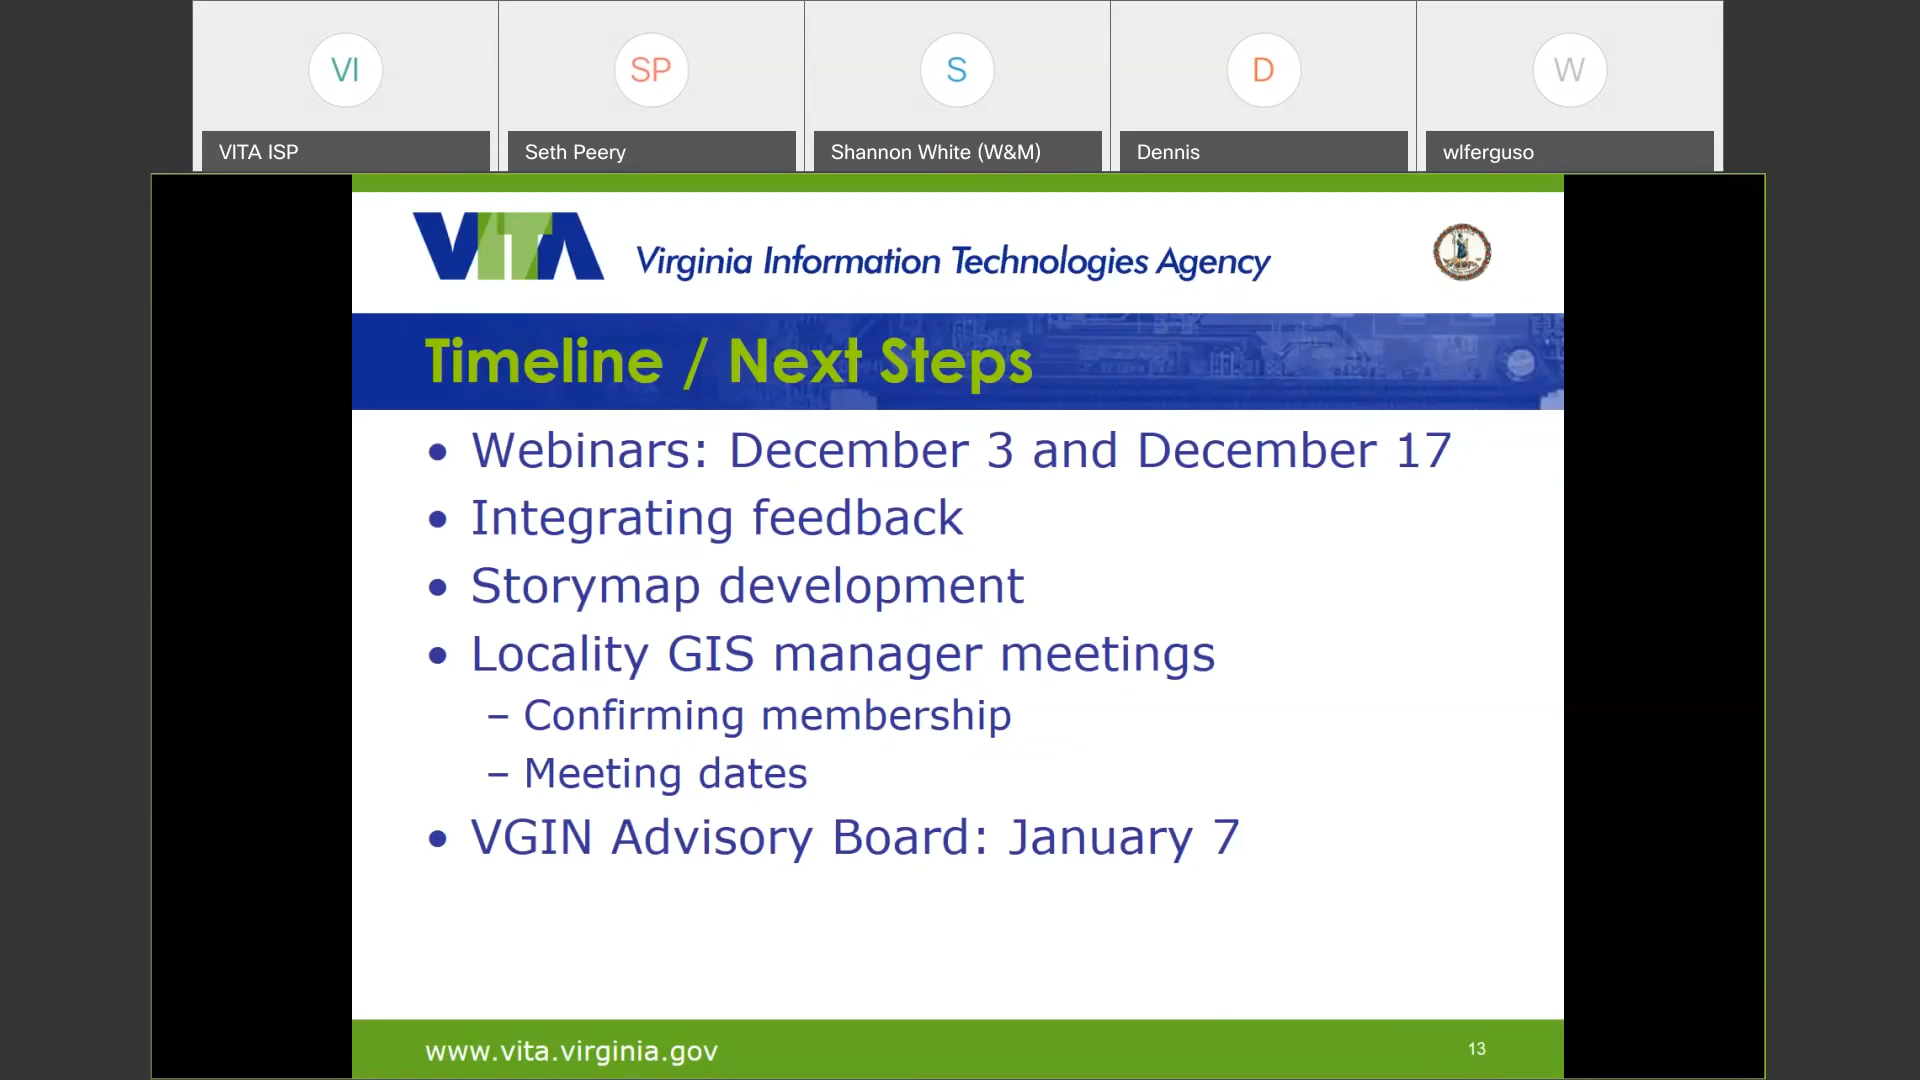 VI
SP
S
D
W
VITA ISP
Seth Peery
Shannon White (W&M)
Dennis
wlferguso
VITA
Virginia Information Technologies Agency
Timeline / Next Steps
• Webinars: December 3 and December 17
• Integrating feedback
• Storymap development
• Locality GIS manager meetings
– Confirming membership
– Meeting dates
• VGIN Advisory Board: January 7
www.vita.virginia.gov
13